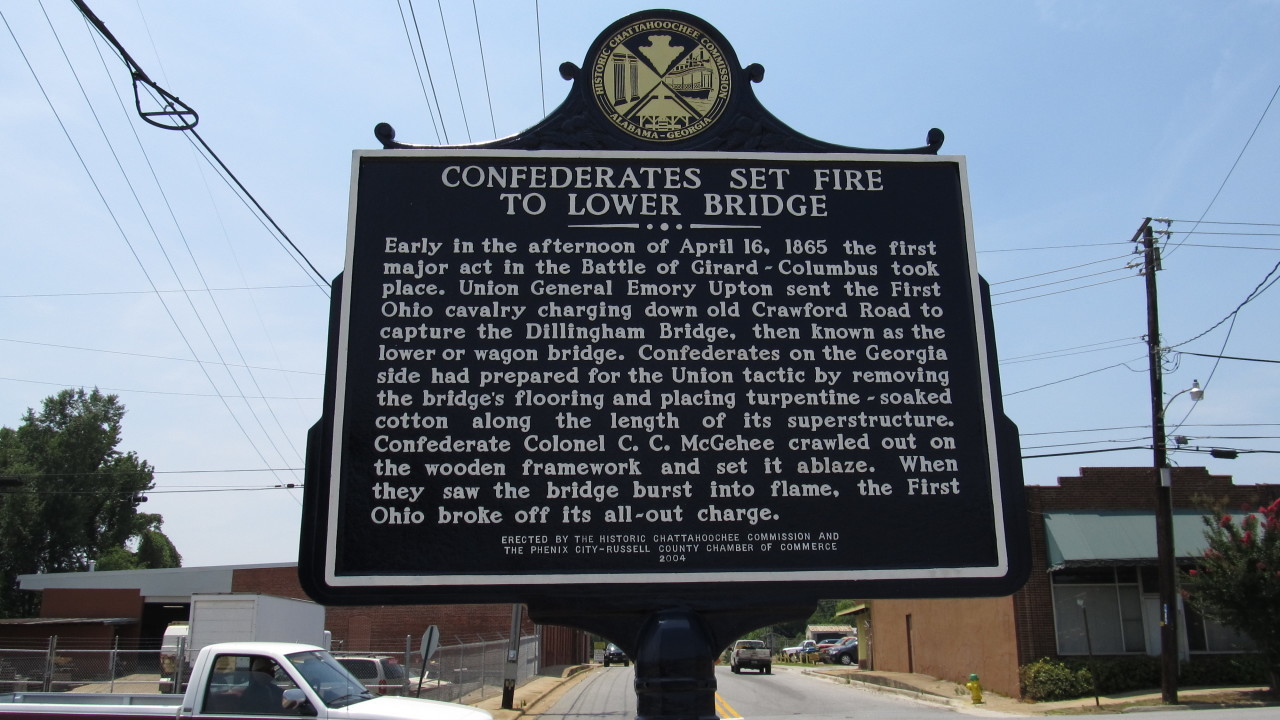 HISTORIC CHATTAHOOCHEE COMMISSION
ALABAMA-GEORGIA
CONFEDERATES SET FIRE
TO LOWER BRIDGE
Early in the afternoon of April 16, 1865 the first
major act in the Battle of Girard-Columbus took
place. Union General Emory Upton sent the First
Ohio cavalry charging down old Crawford Road to
capture the Dillingham Bridge, then known as the
lower or wagon bridge. Confederates on the Georgia
side had prepared for the Union tactic by removing
the bridge's flooring and placing turpentine-soaked
cotton along the length of its superstructure.
Confederate Colonel C. C. McGehee crawled out on
the wooden framework and set it ablaze. When
they saw the bridge burst into flame, the First
Ohio broke off its all-out charge.
ERECTED BY THE HISTORIC CHATTAHOOCHEE COMMISSION AND
THE PHENIX CITY-RUSSELL COUNTY CHAMBER OF COMMERCE
2004